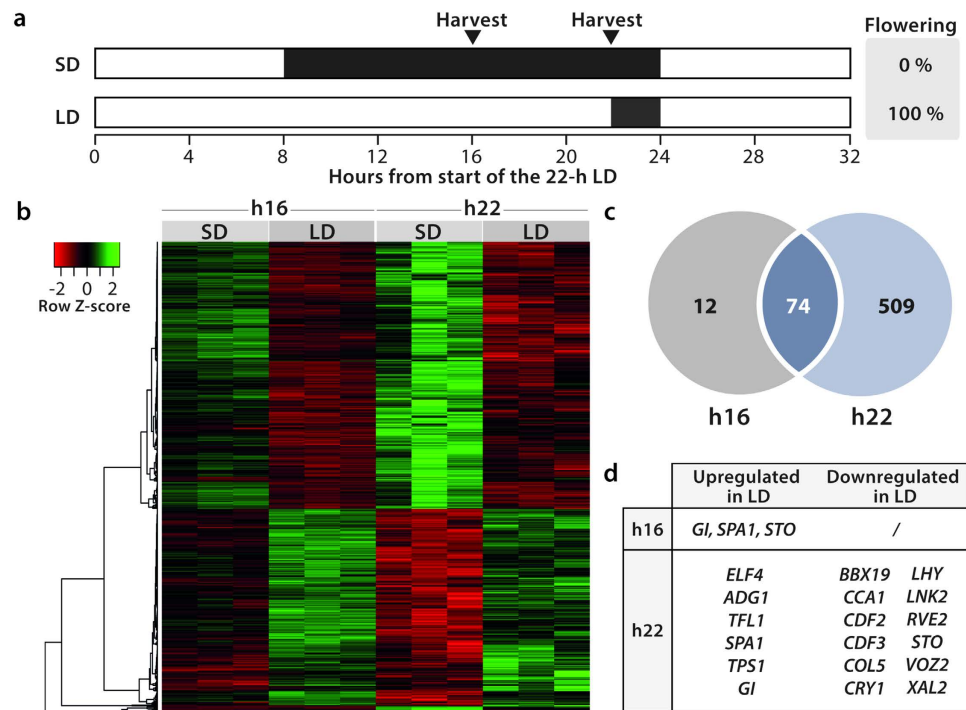 a
Harvest Harvest
Flowering
SD
0 %
LD
100 %
0 4 8 12 16 20 24 28 32
Hours from start of the 22-h LD
b
h16 h22
SD LD SD LD
-2 0 2
Row Z-score
c
12 74 509
h16 h22
d
Upregulated in LD
Downregulated in LD
h16 GI, SPA1, STO /
h22
ELF4 BBX19 LHY
ADG1 CCA1 LNK2
TFL1 CDF2 RVE2
SPA1 CDF3 STO
TPS1 COL5 VOZ2
GI CRY1 XAL2